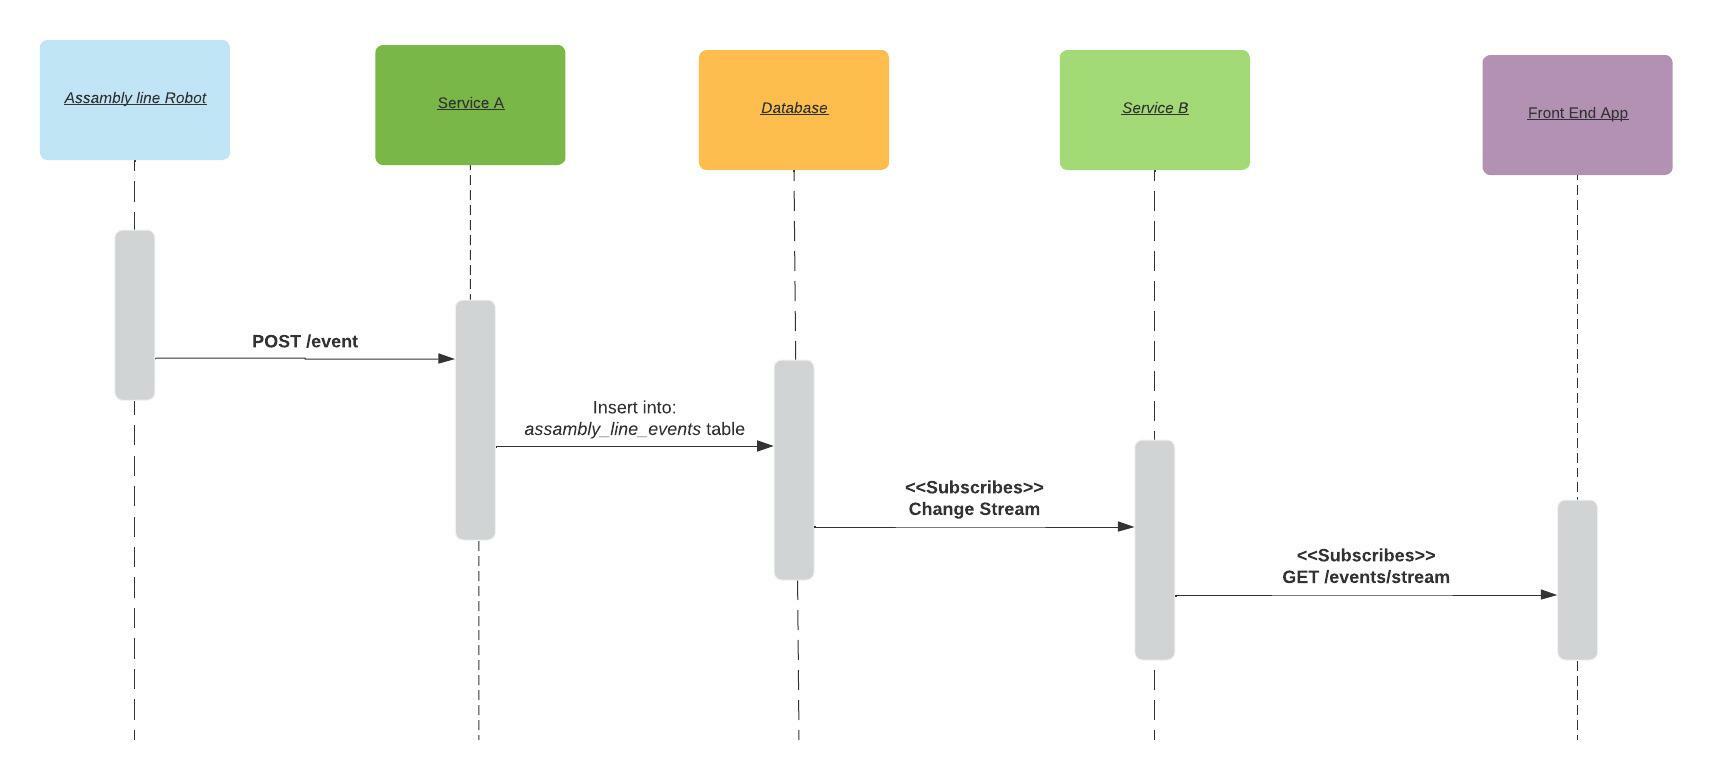 Assambly line Robot
Service A
Database
Service B
Front End App
POST /event
Insert into:
assambly_line_events table
<<Subscribes>>
Change Stream
<<Subscribes>>
GET /events/stream